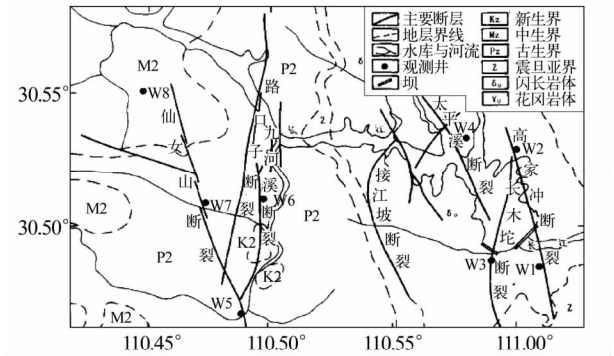 主要断层
地层界线
水库与河流
观测井
坝
Kz 新生界
Mz 中生界
Pz 古生界
Z 震旦亚界
δ₀ 闪长岩体
γ₀ 花冈岩体
30.55°
30.50°
110.45°
110.50°
110.55°
111.00°
M2
W8
仙女山断裂
W7
M2
P2
M2
W5
P2
路口子断裂
九河溪断裂
W6
K2
K2
P2
接江坡断裂
太平溪断裂
W4
δ₀
高家冲断裂
W2
长木坨断裂
W3
W1
Z